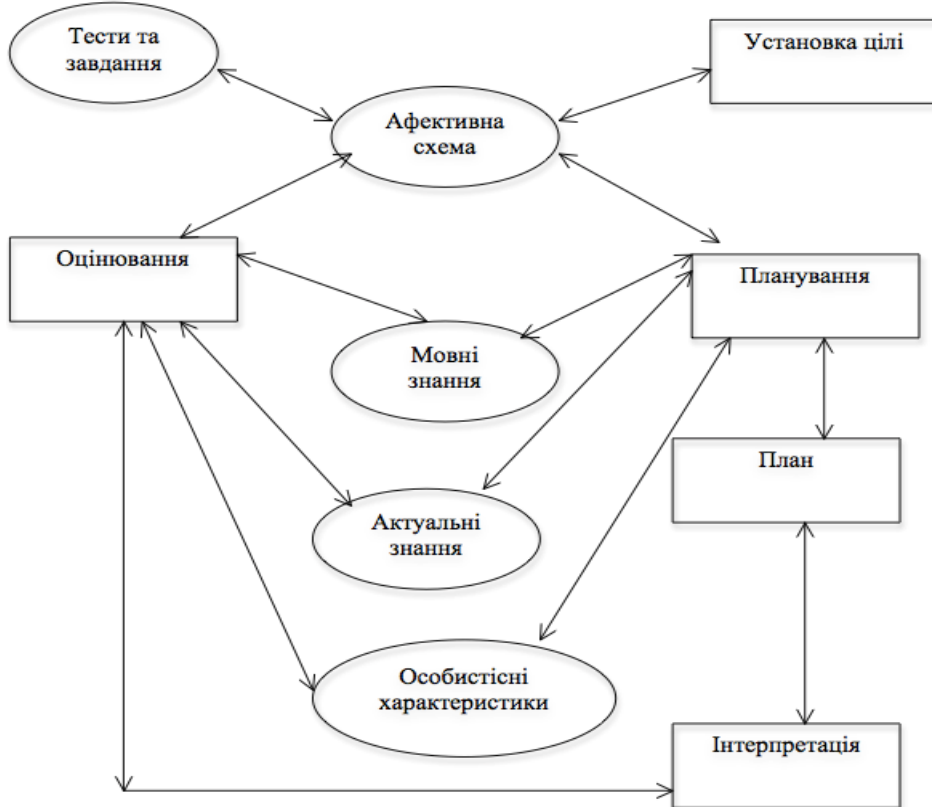 Тести та
завдання
Установка цілі
Афективна
схема
Оцінювання
Планування
Мовні
знання
План
Актуальні
знання
Особистісні
характеристики
Інтерпретація